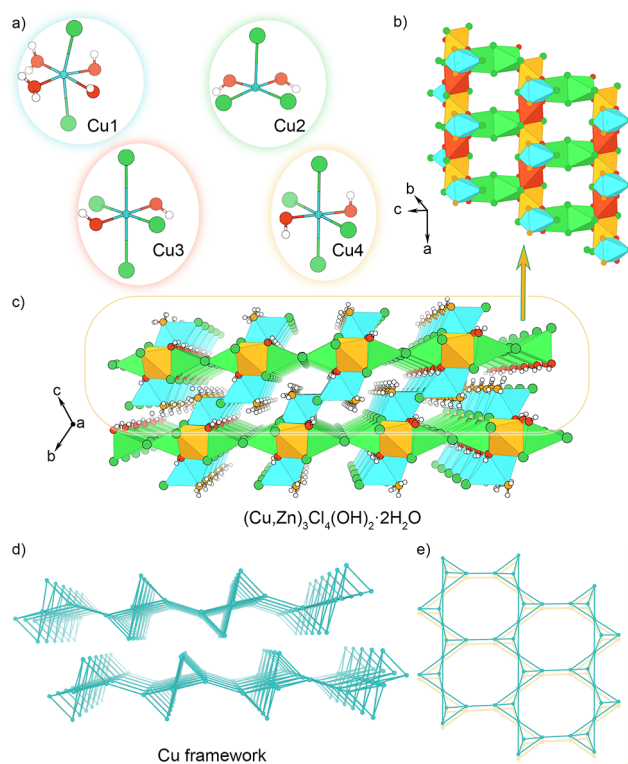 a)
Cu1
Cu2
Cu3
Cu4
b)
b
c
a
c)
c
a
b
(Cu,Zn)₃Cl₄(OH)₂·2H₂O
d)
Cu framework
e)